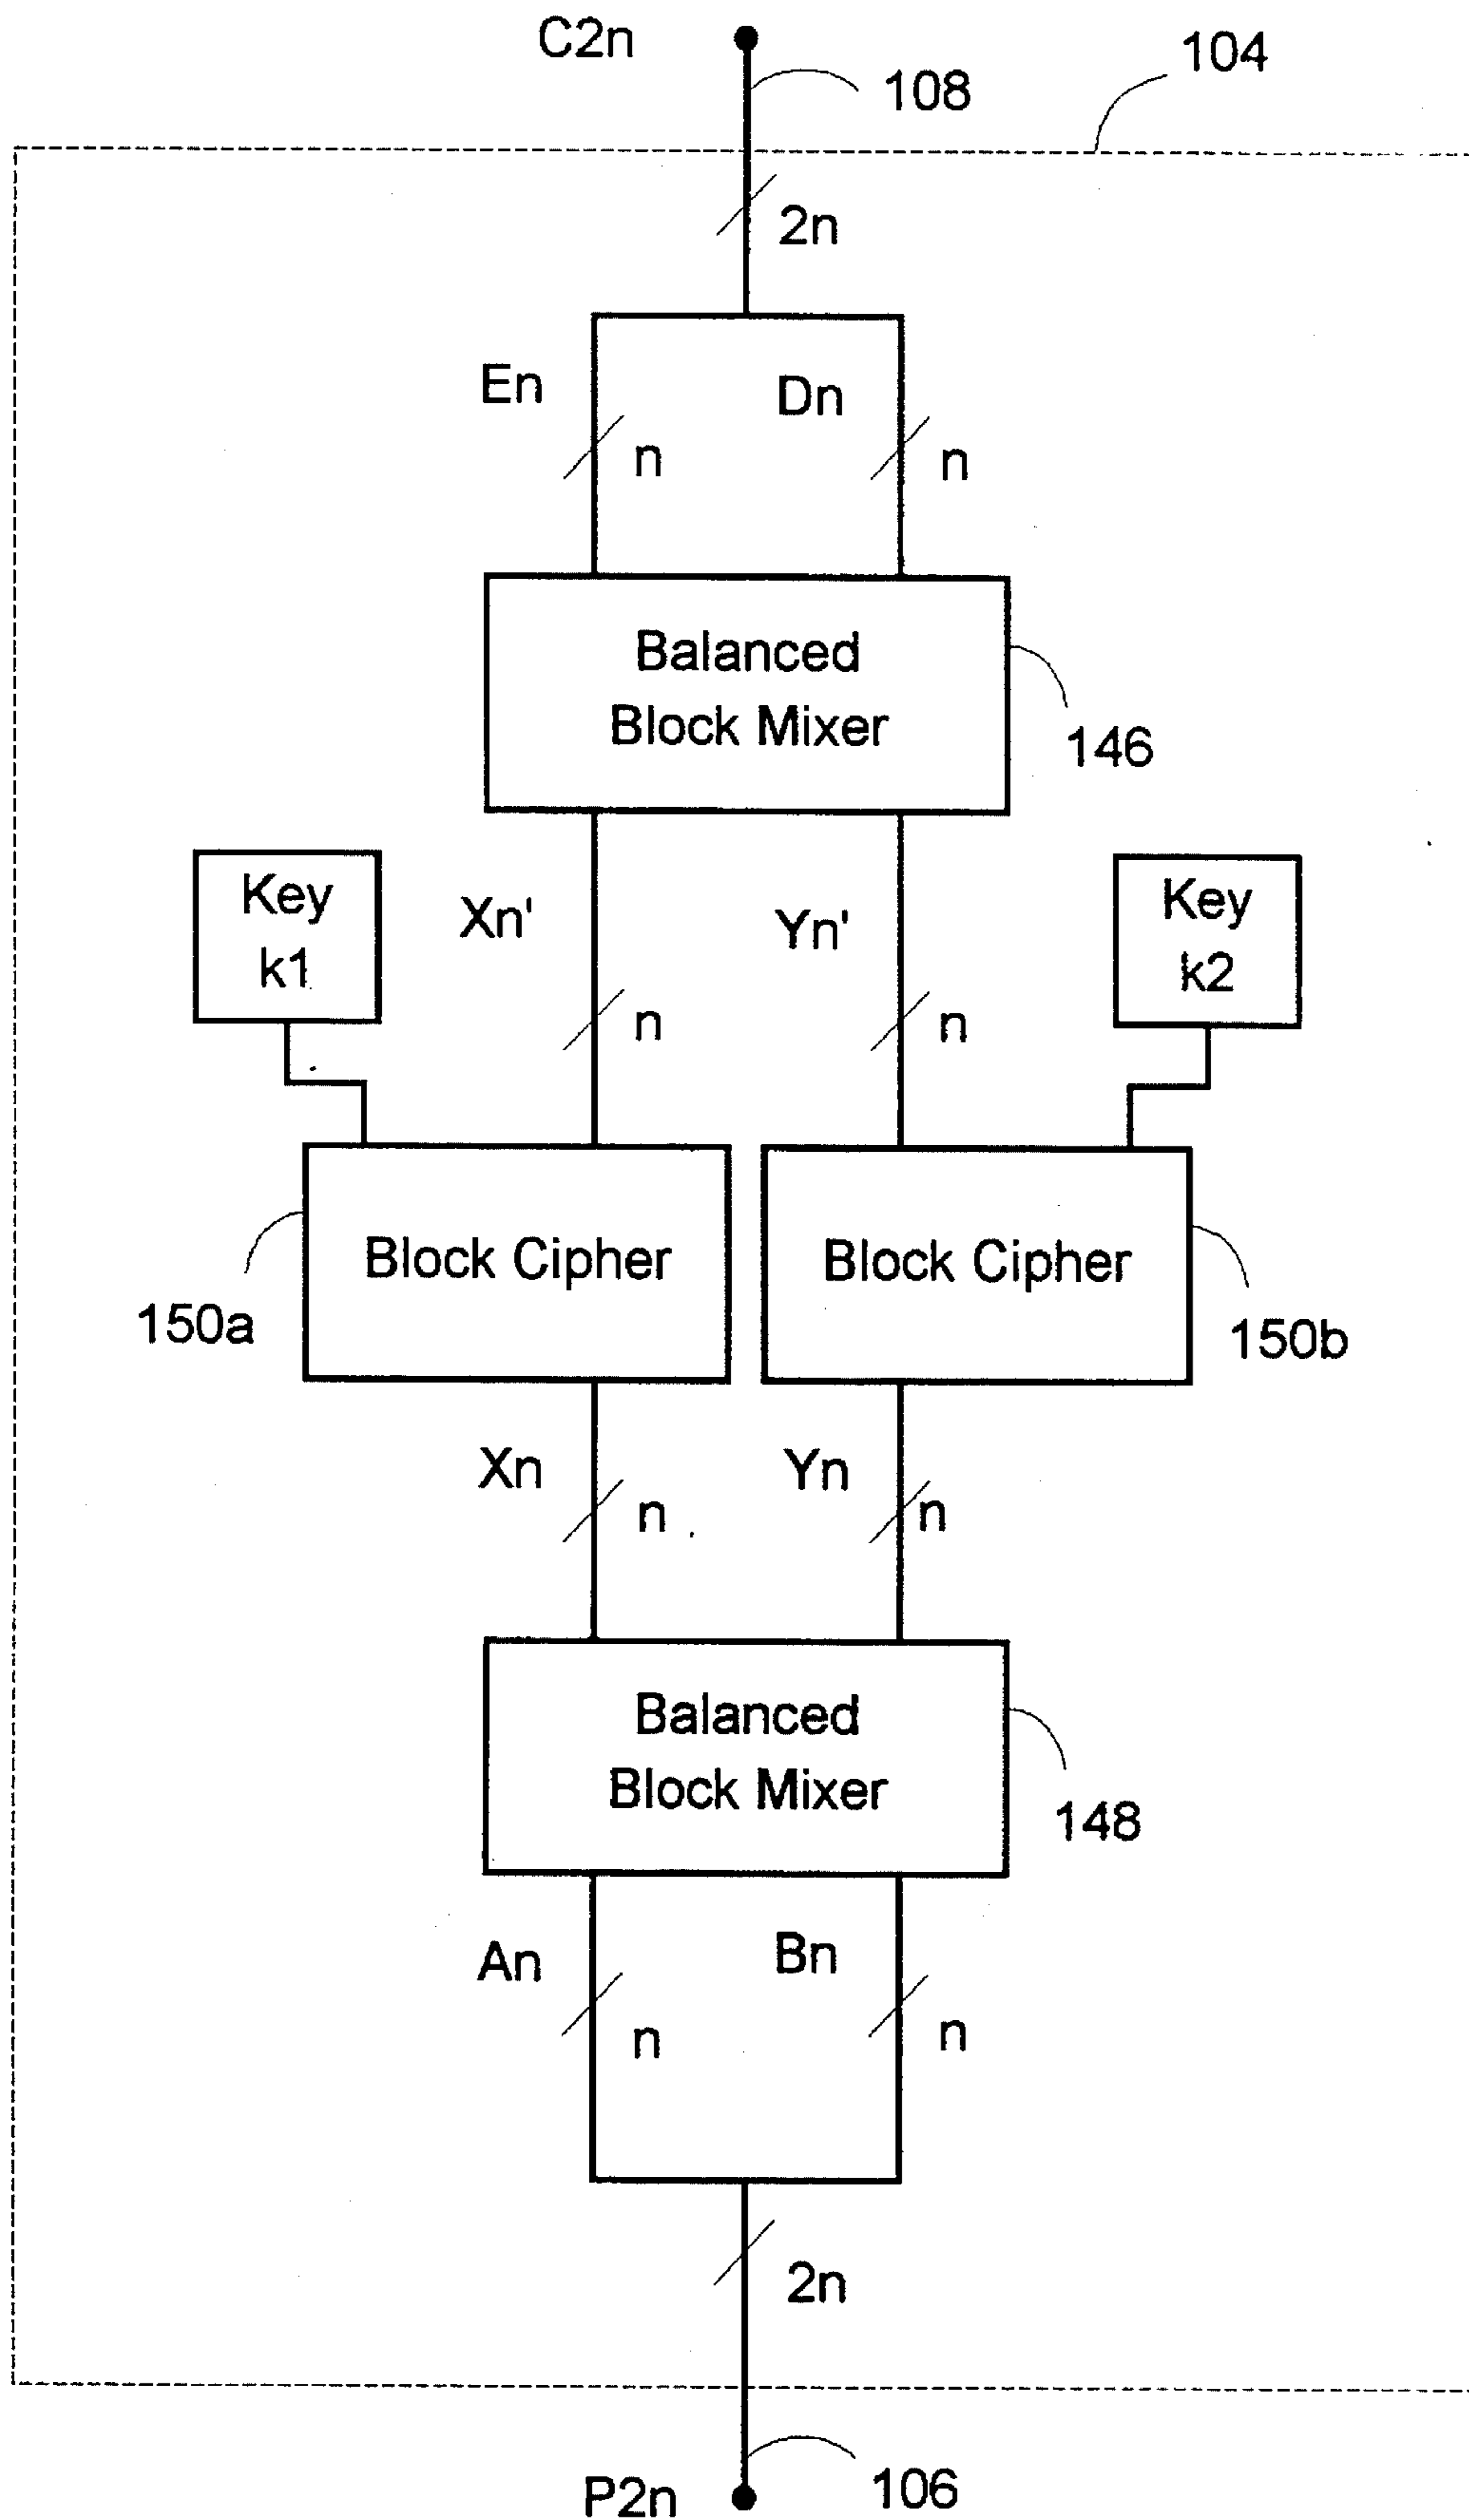 C2n
108
104
2n
En
Dn
n
n
Balanced
Block Mixer
146
Key
k1
Xn'
Yn'
Key
k2
n
n
Block Cipher
Block Cipher
150a
150b
Xn
Yn
n
n
Balanced
Block Mixer
148
An
Bn
n
n
2n
P2n
106